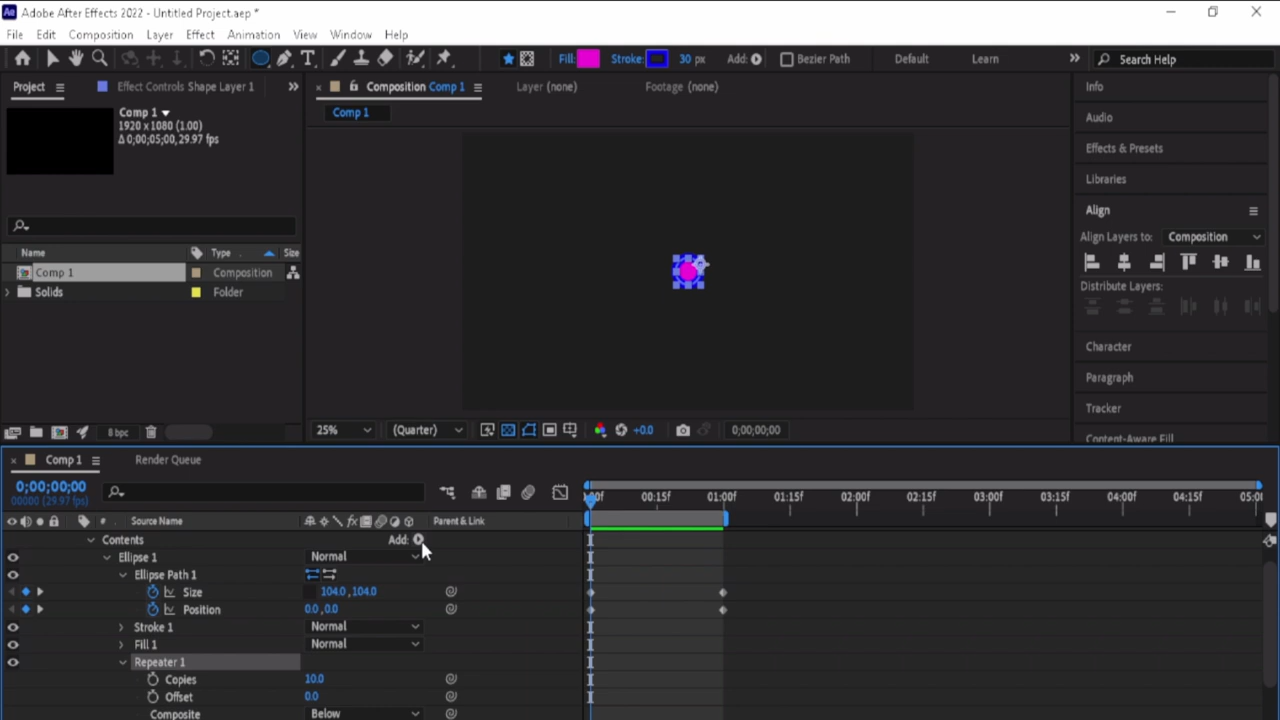 Adobe After Effects 2022 - Untitled Project.aep *
File Edit Composition Layer Effect Animation View Window Help
Fill: Stroke: 30 px Add: Bezier Path Default Learn Search Help
Project Effect Controls Shape Layer 1 Composition Comp 1 Layer (none) Footage (none) Info
Comp 1
1920 x 1080 (1.00)
Δ 0;00;05;00, 29.97 fps
Comp 1
Audio
Effects & Presets
Libraries
Align
Align Layers to: Composition
Distribute Layers:
Character
Paragraph
Tracker
Content-Aware Fill
Name Type Size
Comp 1 Composition
Solids Folder
8 bpc 25% (Quarter) +0.0 0;00;00;00
Comp 1 Render Queue
0;00;00;00
00000 (29.97 fps)
:00f 00:15f 01:00f 01:15f 02:00f 02:15f 03:00f 03:15f 04:00f 04:15f 05:0
# Source Name Parent & Link
Contents Add:
Ellipse 1 Normal
Ellipse Path 1
Size 104.0, 104.0
Position 0.0, 0.0
Stroke 1 Normal
Fill 1 Normal
Repeater 1
Copies 10.0
Offset 0.0
Composite Below